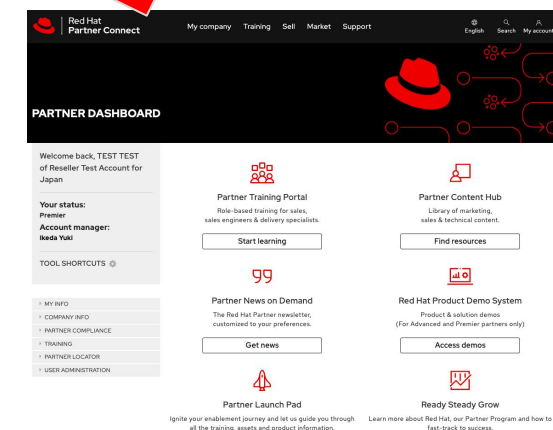 Red Hat
Partner Connect
My company Training Sell Market Support
English Search My account
PARTNER DASHBOARD
Welcome back, TEST TEST
of Reseller Test Account for
Japan
Your status:
Premier
Account manager:
Ikeda Yuki
TOOL SHORTCUTS
MY INFO
COMPANY INFO
PARTNER COMPLIANCE
TRAINING
PARTNER LOCATOR
USER ADMINISTRATION
Partner Training Portal
Role-based training for sales,
sales engineers & delivery specialists.
Start learning
Partner Content Hub
Library of marketing,
sales & technical content.
Find resources
Partner News on Demand
The Red Hat Partner newsletter,
customized to your preferences.
Get news
Red Hat Product Demo System
Product & solution demos
(For Advanced and Premier partners only)
Access demos
Partner Launch Pad
Ignite your enablement journey and let us guide you through
all the training, assets and product information.
Ready Steady Grow
Learn more about Red Hat, our Partner Program and how to
fast-track to success.